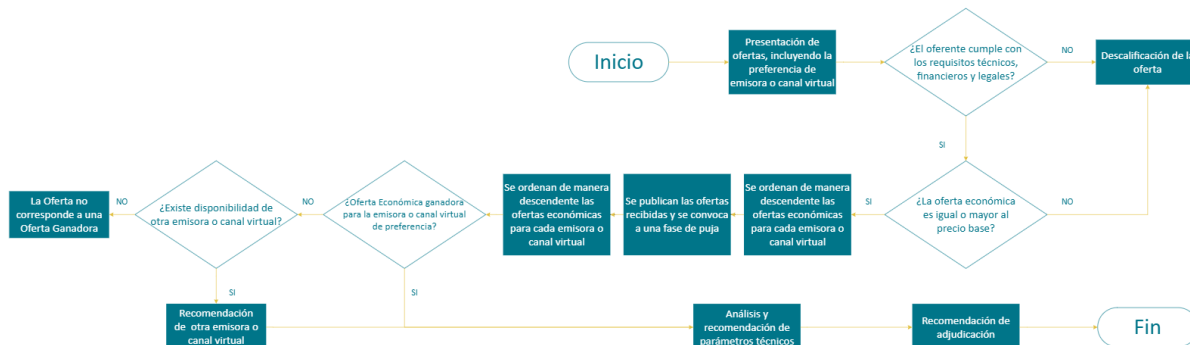 Inicio
Presentación de
ofertas, incluyendo la
preferencia de
emisora o canal virtual
¿El oferente cumple con
los requisitos técnicos,
financieros y legales?
NO
Descalificación de la
oferta
SI
¿La oferta económica
es igual o mayor al
precio base?
NO
SI
Se ordenan de manera
descendente las
ofertas económicas
para cada emisora o
canal virtual
Se publican las ofertas
recibidas y se convoca
a una fase de puja
Se ordenan de manera
descendente las
ofertas económicas
para cada emisora o
canal virtual
¿Oferta Económica ganadora
para la emisora o canal virtual
de preferencia?
NO
¿Existe disponibilidad de
otra emisora o canal virtual?
NO
La Oferta no
corresponde a una
Oferta Ganadora
SI
SI
Recomendación
de otra emisora o
canal virtual
Análisis y
recomendación de
parámetros técnicos
Recomendación de
adjudicación
Fin